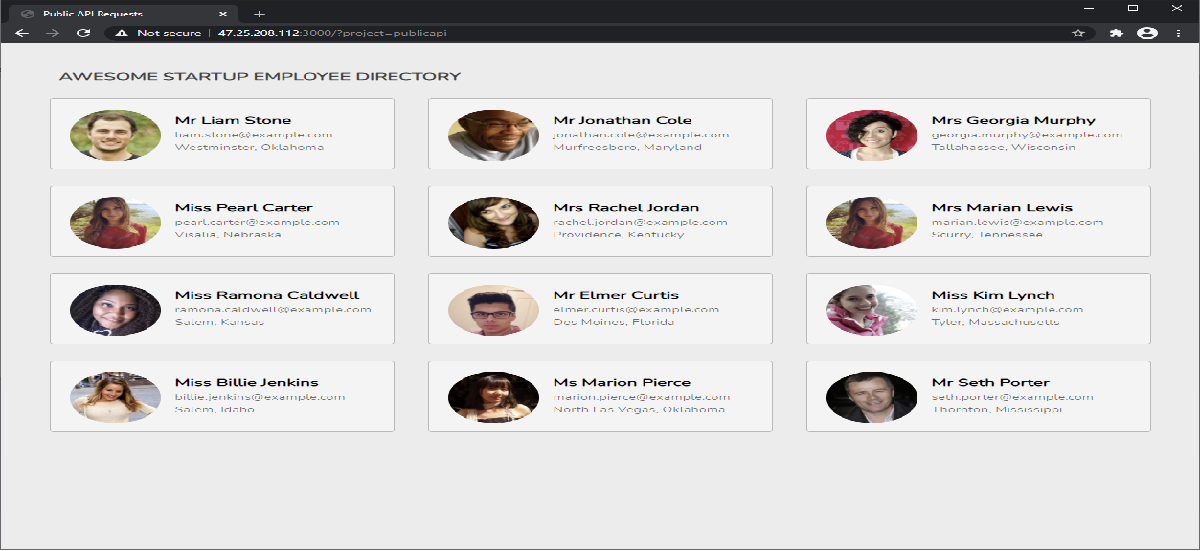 Public API Requests
Not secure | 47.25.208.112:3000/?project=publicapi
AWESOME STARTUP EMPLOYEE DIRECTORY
Mr Liam Stone
liam.stone@example.com
Westminster, Oklahoma
Mr Jonathan Cole
jonathan.cole@example.com
Murfreesboro, Maryland
Mrs Georgia Murphy
georgia.murphy@example.com
Tallahassee, Wisconsin
Miss Pearl Carter
pearl.carter@example.com
Visalia, Nebraska
Mrs Rachel Jordan
rachel.jordan@example.com
Providence, Kentucky
Mrs Marian Lewis
marian.lewis@example.com
Scurry, Tennessee
Miss Ramona Caldwell
ramona.caldwell@example.com
Salem, Kansas
Mr Elmer Curtis
elmer.curtis@example.com
Des Moines, Florida
Miss Kim Lynch
kim.lynch@example.com
Tyler, Massachusetts
Miss Billie Jenkins
billie.jenkins@example.com
Salem, Idaho
Ms Marion Pierce
marion.pierce@example.com
North Las Vegas, Oklahoma
Mr Seth Porter
seth.porter@example.com
Thornton, Mississippi